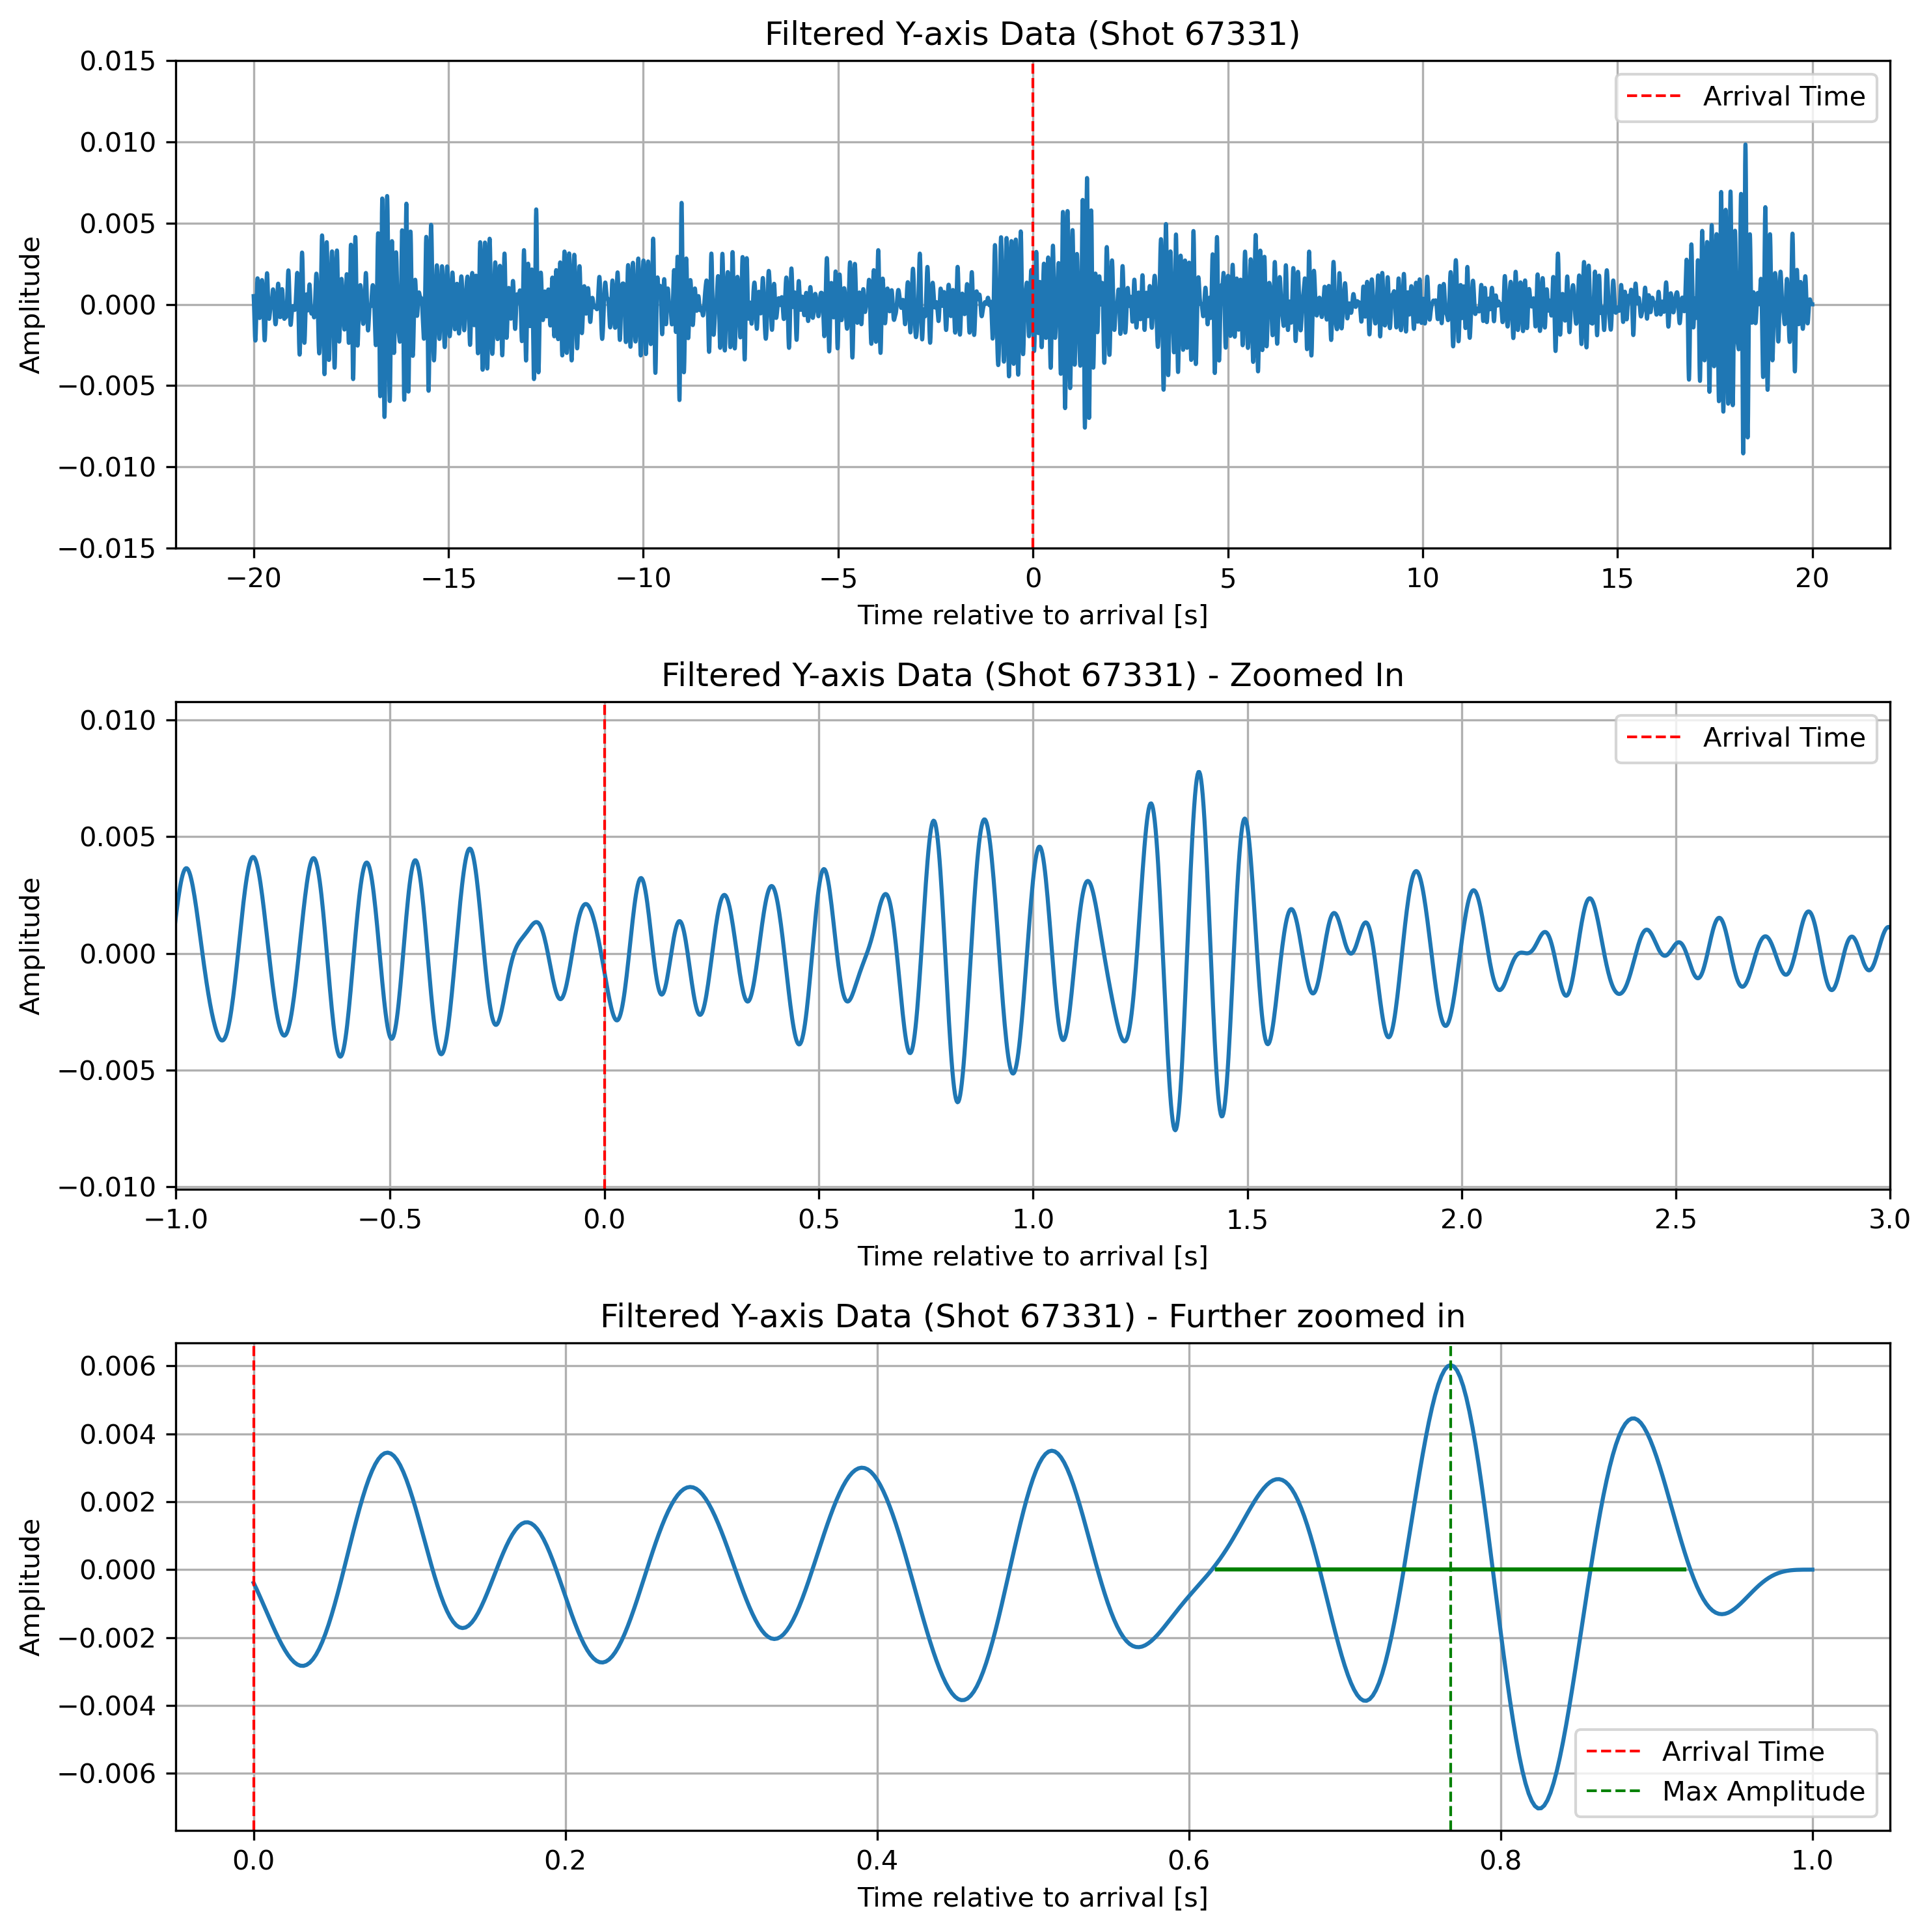 Filtered Y-axis Data (Shot 67331)
Amplitude
0.015
0.010
0.005
0.000
−0.005
−0.010
−0.015
Arrival Time
−20 −15 −10 −5 0 5 10 15 20
Time relative to arrival [s]
Filtered Y-axis Data (Shot 67331) - Zoomed In
Amplitude
0.010
0.005
0.000
−0.005
−0.010
Arrival Time
−1.0 −0.5 0.0 0.5 1.0 1.5 2.0 2.5 3.0
Time relative to arrival [s]
Filtered Y-axis Data (Shot 67331) - Further zoomed in
Amplitude
0.006
0.004
0.002
0.000
−0.002
−0.004
−0.006
Arrival Time
Max Amplitude
0.0 0.2 0.4 0.6 0.8 1.0
Time relative to arrival [s]